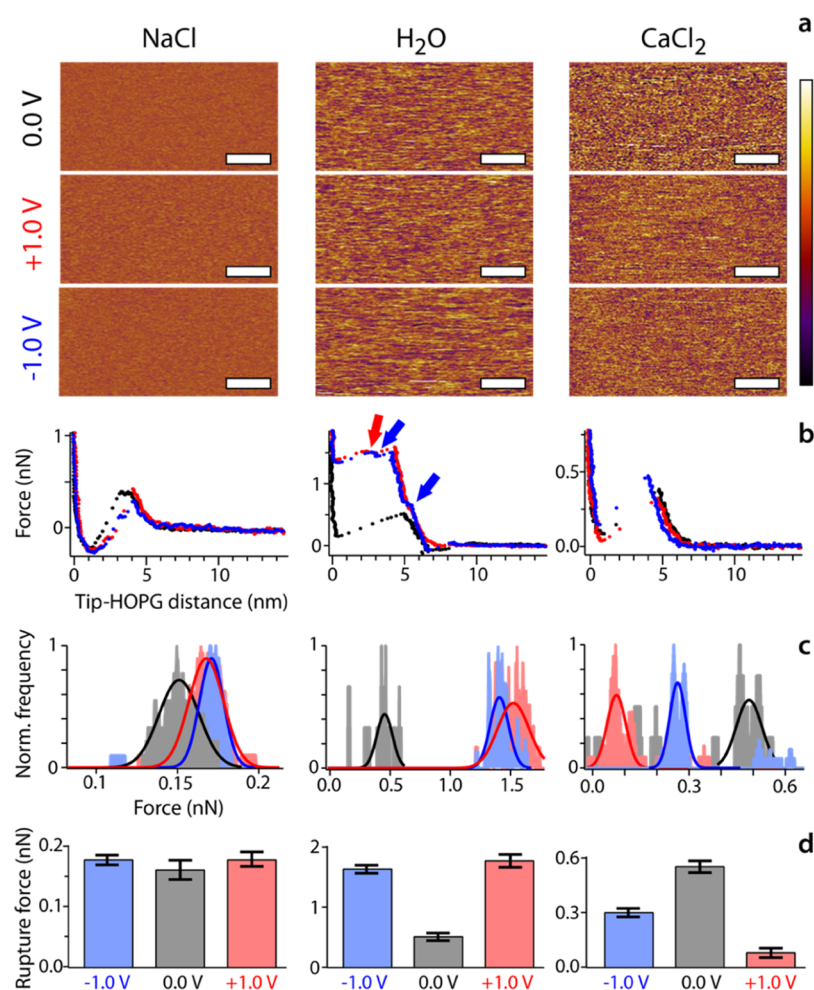 a
NaCl H2O CaCl2
0.0 V
+1.0 V
-1.0 V
b
Force (nN)
1
0
0 5 10
1
0
0 5 10
0.5
0.0
0 5 10
Tip-HOPG distance (nm)
c
Norm. frequency
1
0
0.1 0.15 0.2
1
0
0.0 0.5 1.0 1.5
1
0
0.0 0.3 0.6
Force (nN)
d
Rupture force (nN)
0.2
0.1
0.0
-1.0 V 0.0 V +1.0 V
2
1
0
-1.0 V 0.0 V +1.0 V
0.6
0.3
0.0
-1.0 V 0.0 V +1.0 V